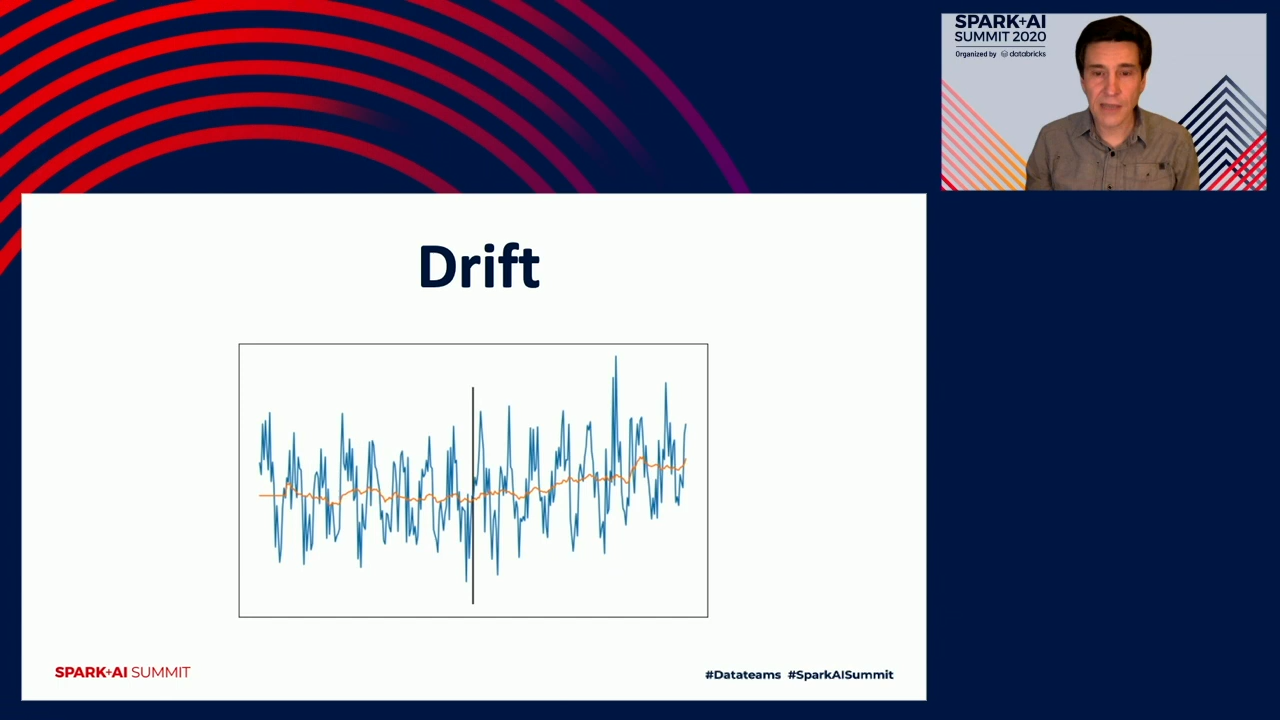 SPARK+AI
SUMMIT 2020
Organized by databricks
Drift
SPARK+AI SUMMIT
#Datateams #SparkAISummit